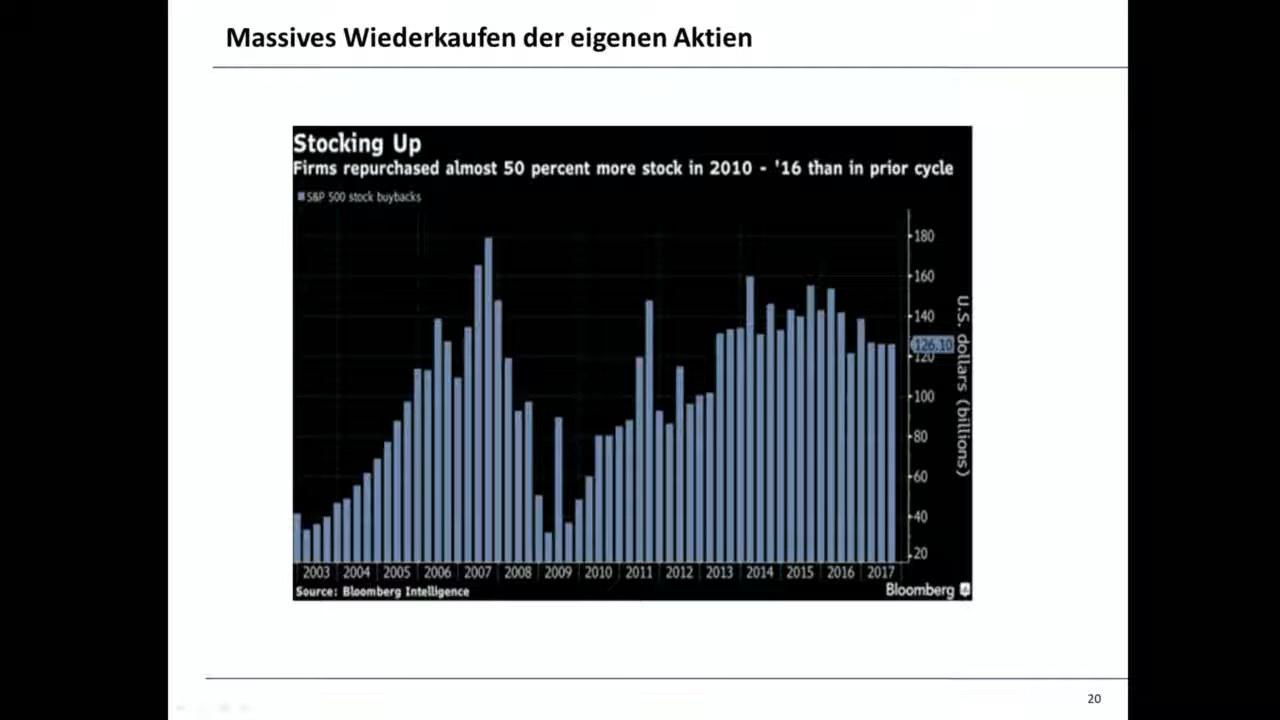 Massives Wiederkaufen der eigenen Aktien
Stocking Up
Firms repurchased almost 50 percent more stock in 2010 - '16 than in prior cycle
S&P 500 stock buybacks
180
160
140
126.10
120
100
80
60
40
20
U.S. dollars (billions)
2003 2004 2005 2006 2007 2008 2009 2010 2011 2012 2013 2014 2015 2016 2017
Source: Bloomberg Intelligence
Bloomberg
20